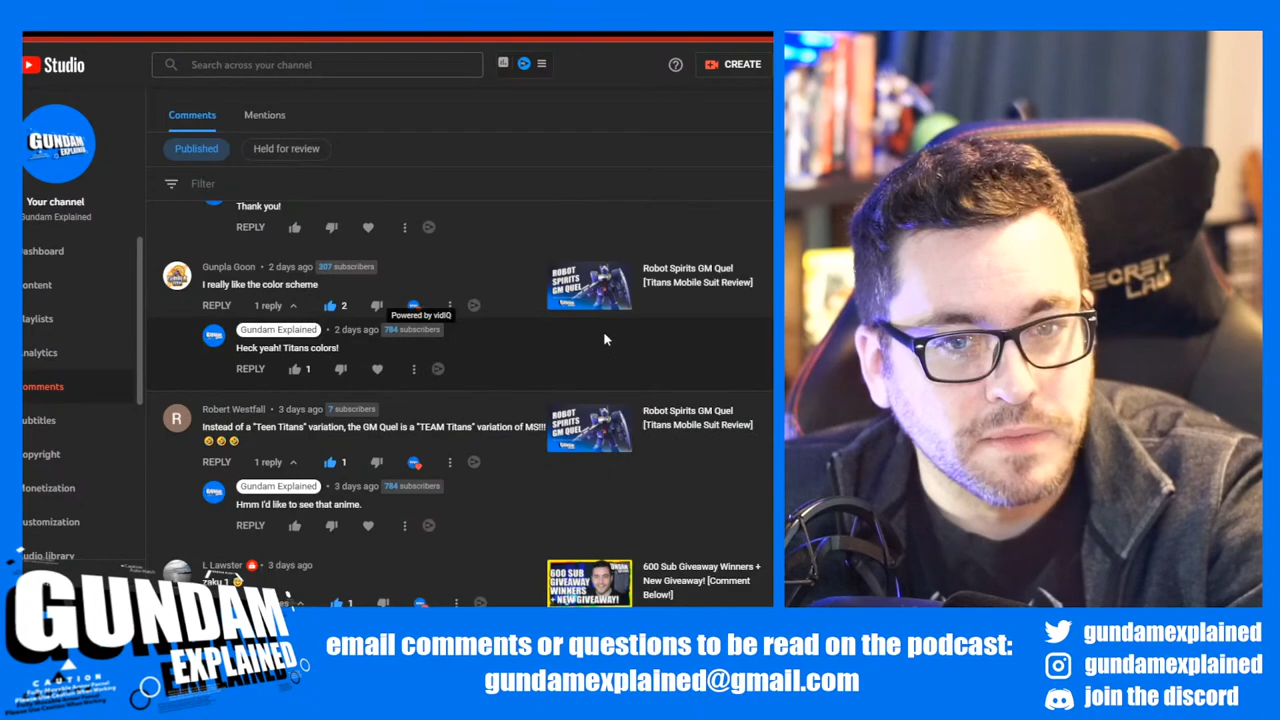 Studio
Search across your channel
CREATE
Comments
Mentions
GUNDAM
EXPLAINED
Published
Held for review
Filter
Your channel
Gundam Explained
Thank you!
REPLY
ashboard
ontent
laylists
nalytics
omments
ubtitles
opyright
onetization
ustomization
udio library
Gunpla Goon • 2 days ago 307 subscribers
I really like the color scheme
REPLY 1 reply 2
Powered by vidIQ
ROBOT
SPIRITS
GM QUEL
Robot Spirits GM Quel
[Titans Mobile Suit Review]
Gundam Explained • 2 days ago 784 subscribers
Heck yeah! Titans colors!
REPLY 1
R
Robert Westfall • 3 days ago 7 subscribers
Instead of a "Teen Titans" variation, the GM Quel is a "TEAM Titans" variation of MS!!!
REPLY 1 reply 1
ROBOT
SPIRITS
GM QUEL
Robot Spirits GM Quel
[Titans Mobile Suit Review]
Gundam Explained • 3 days ago 784 subscribers
Hmm I'd like to see that anime.
REPLY
L Lawster • 3 days ago
zaku 1
1
600 SUB
GIVEAWAY
WINNERS
+ NEW GIVEAWAY!
600 Sub Giveaway Winners +
New Giveaway! [Comment
Below!]
SECRET
LAB
GUNDAM
EXPLAINED
CAUTION
email comments or questions to be read on the podcast:
gundamexplained@gmail.com
gundamexplained
gundamexplained
join the discord